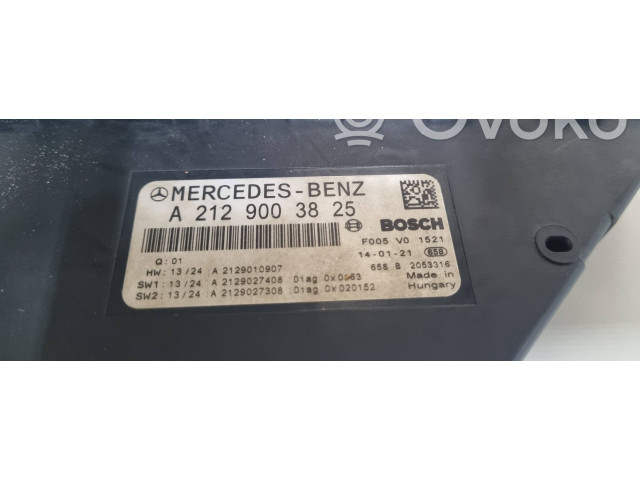 Ovoko
MERCEDES-BENZ
A 212 900 38 25
BOSCH
F005 V0 1521
Q: 01
14-01-21 658
HW: 13/24 A 2129010907
658 B 2053316
SW1: 13/24 A 2129027408 Diag 0x0963
Made in
SW2: 13/24 A 2129027308 Diag 0x020152
Hungary